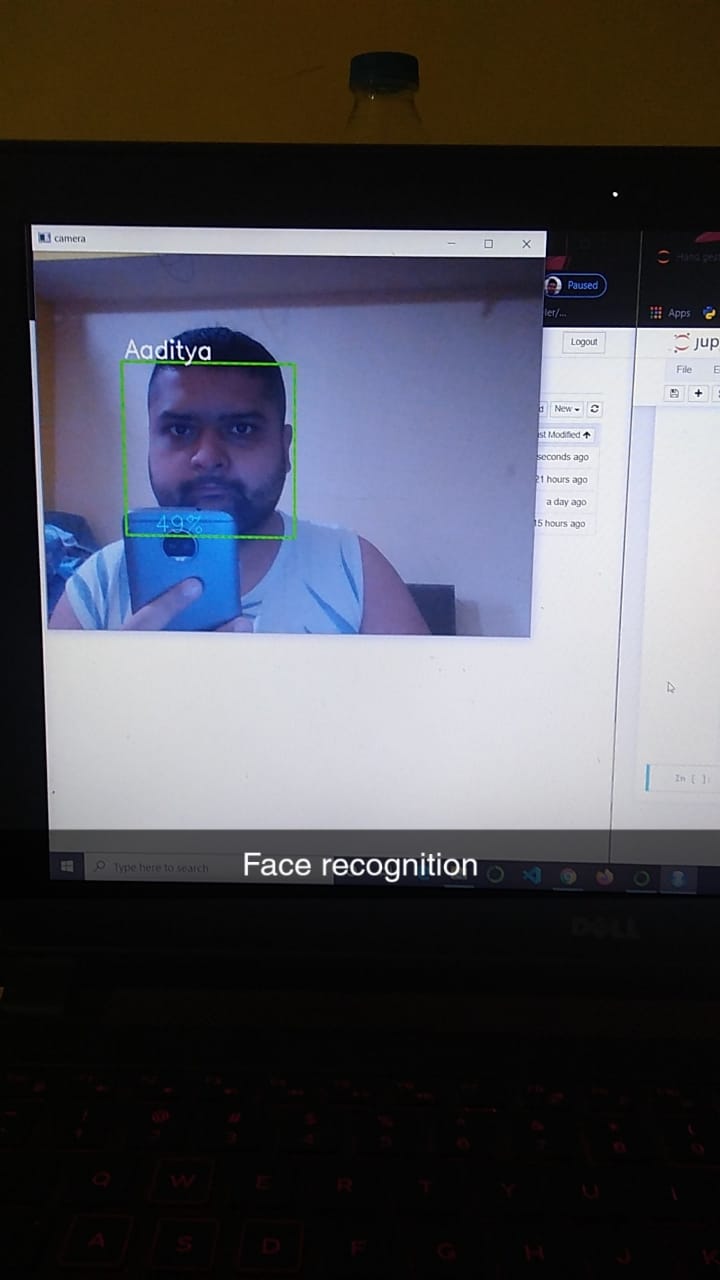 camera
Paused
Hand ges
ler/...
Apps
Logout
jup
File E
Aaditya
New
st Modified
seconds ago
21 hours ago
a day ago
15 hours ago
49%
In [ ]:
Face recognition
Type here to search
DELL
Q W E R T Y U I
A S D F G H J K